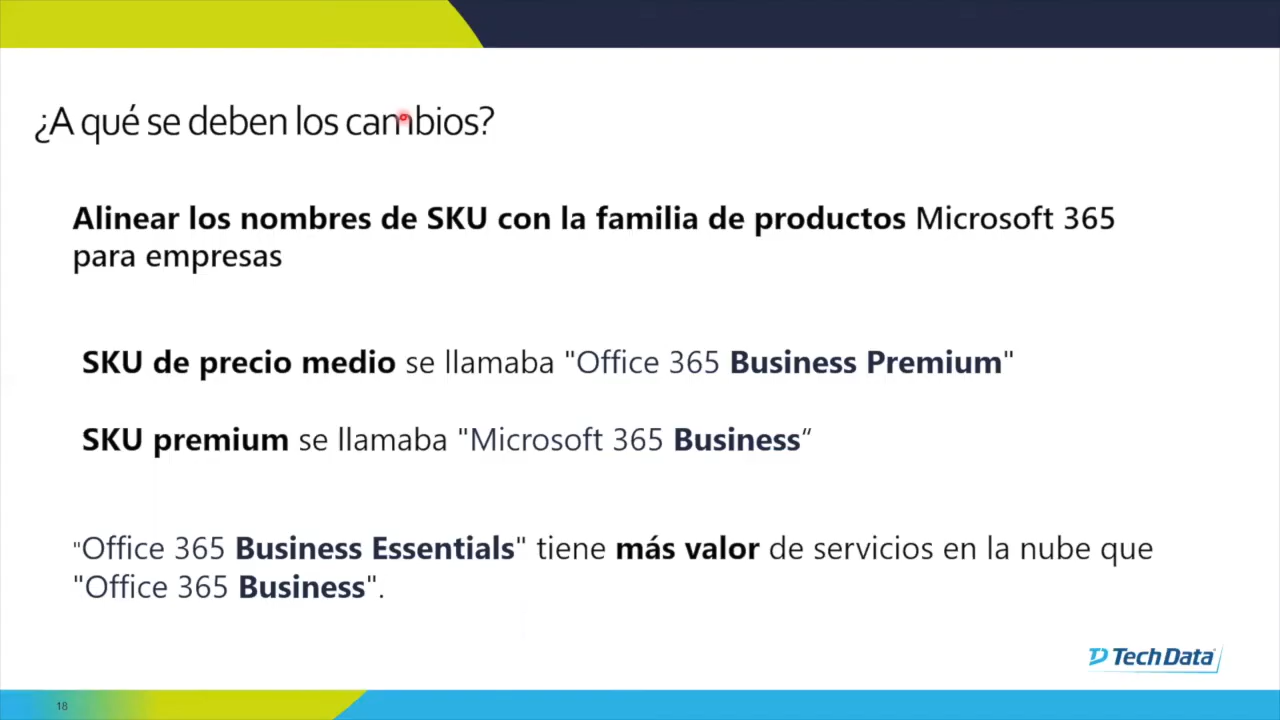 ¿A qué se deben los cambios?
Alinear los nombres de SKU con la familia de productos Microsoft 365
para empresas
SKU de precio medio se llamaba "Office 365 Business Premium"
SKU premium se llamaba "Microsoft 365 Business“
"Office 365 Business Essentials" tiene más valor de servicios en la nube que
"Office 365 Business".
TechData
18